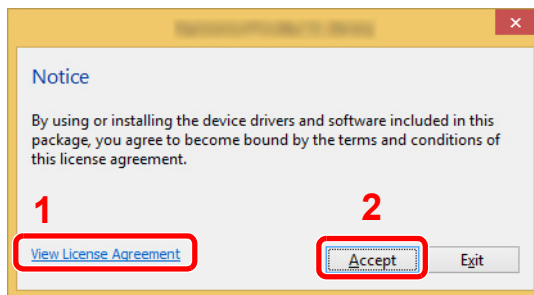 Notice
By using or installing the device drivers and software included in this
package, you agree to become bound by the terms and conditions of
this license agreement.
1
2
View License Agreement
Accept
Exit